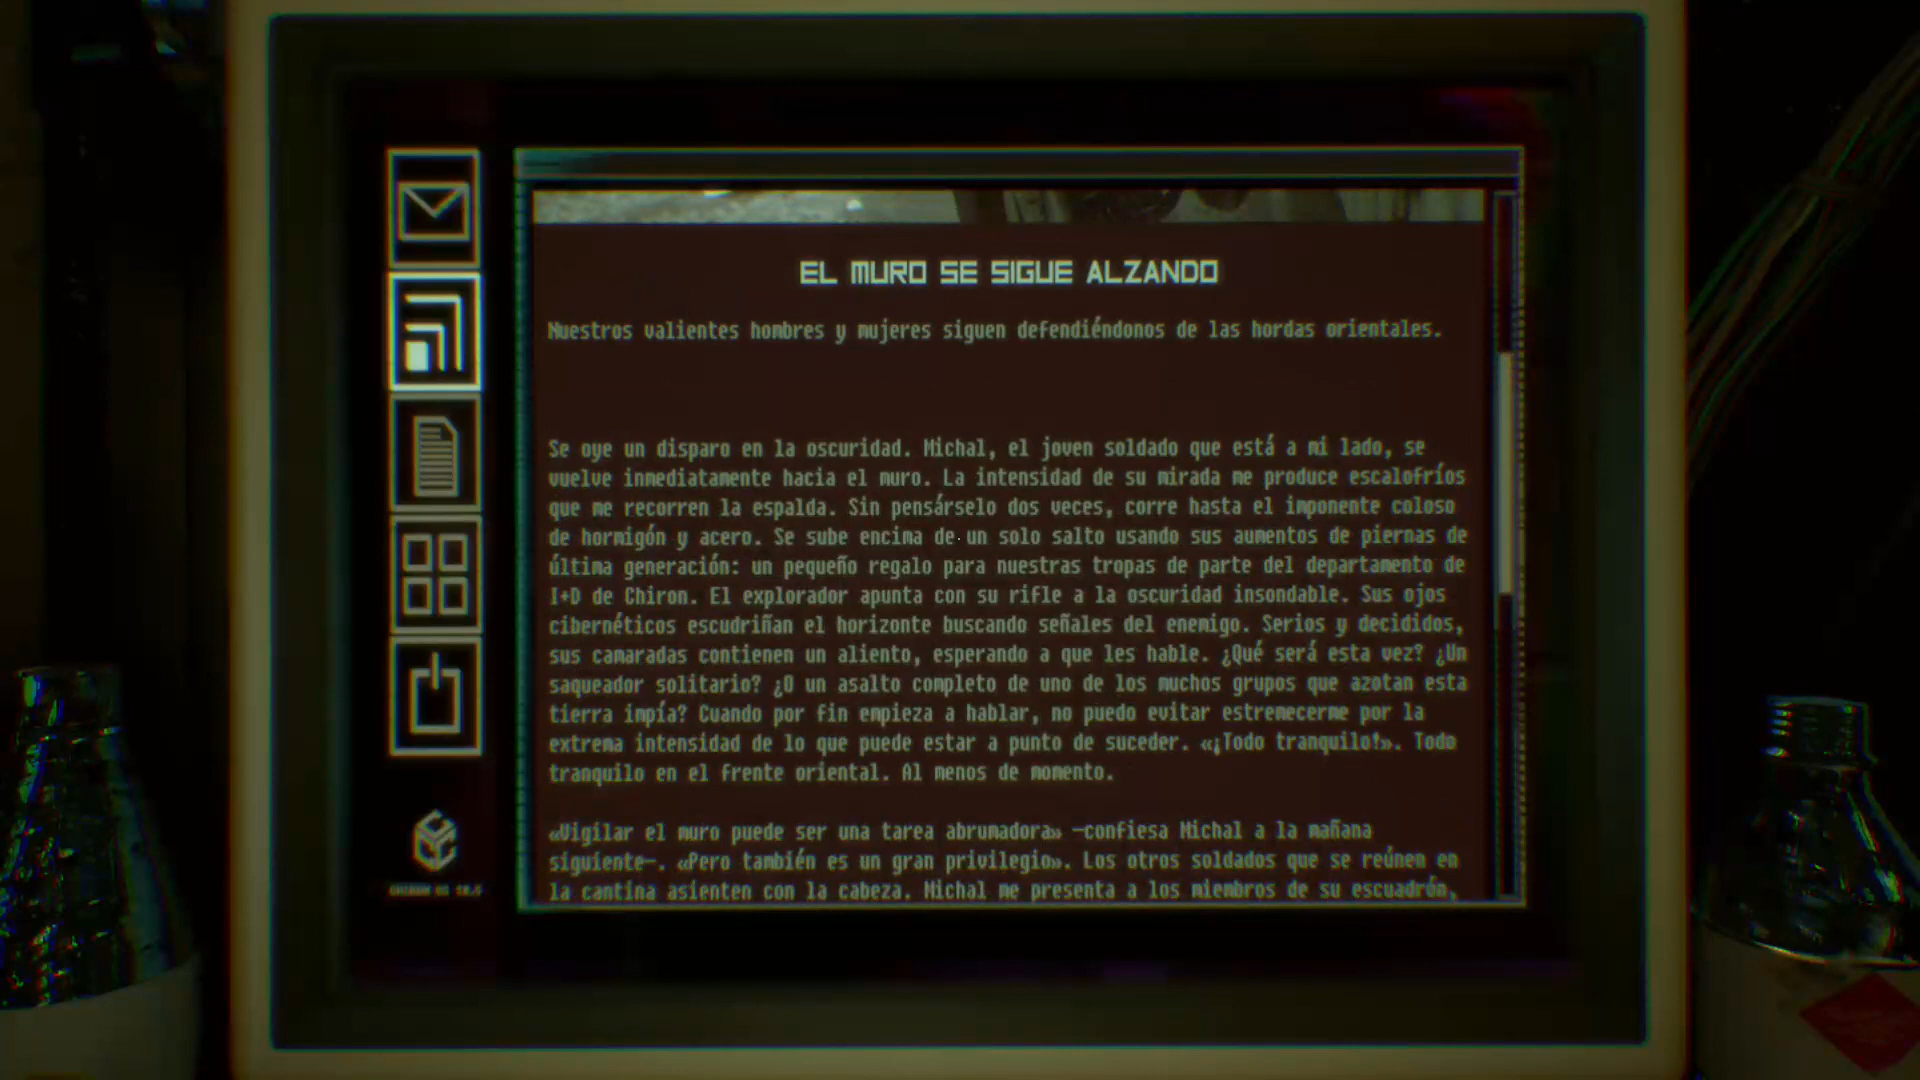 EL MURO SE SIGUE ALZANDO
Nuestros valientes hombres y mujeres siguen defendiéndonos de las hordas orientales.
Se oye un disparo en la oscuridad. Michal, el joven soldado que está a mi lado, se
vuelve inmediatamente hacia el muro. La intensidad de su mirada me produce escalofríos
que me recorren la espalda. Sin pensárselo dos veces, corre hasta el imponente coloso
de hormigón y acero. Se sube encima de un solo salto usando sus aumentos de piernas de
última generación: un pequeño regalo para nuestras tropas de parte del departamento de
I+D de Chiron. El explorador apunta con su rifle a la oscuridad insondable. Sus ojos
cibernéticos escudriñan el horizonte buscando señales del enemigo. Serios y decididos,
sus camaradas contienen un aliento, esperando a que les hable. ¿Qué será esta vez? ¿Un
saqueador solitario? ¿O un asalto completo de uno de los muchos grupos que azotan esta
tierra impía? Cuando por fin empieza a hablar, no puedo evitar estremecerme por la
extrema intensidad de lo que puede estar a punto de suceder. «¡Todo tranquilo!». Todo
tranquilo en el frente oriental. Al menos de momento.
«Vigilar el muro puede ser una tarea abrumadora» —confiesa Michal a la mañana
siguiente—. «Pero también es un gran privilegio». Los otros soldados que se reúnen en
la cantina asienten con la cabeza. Michal me presenta a los miembros de su escuadrón,